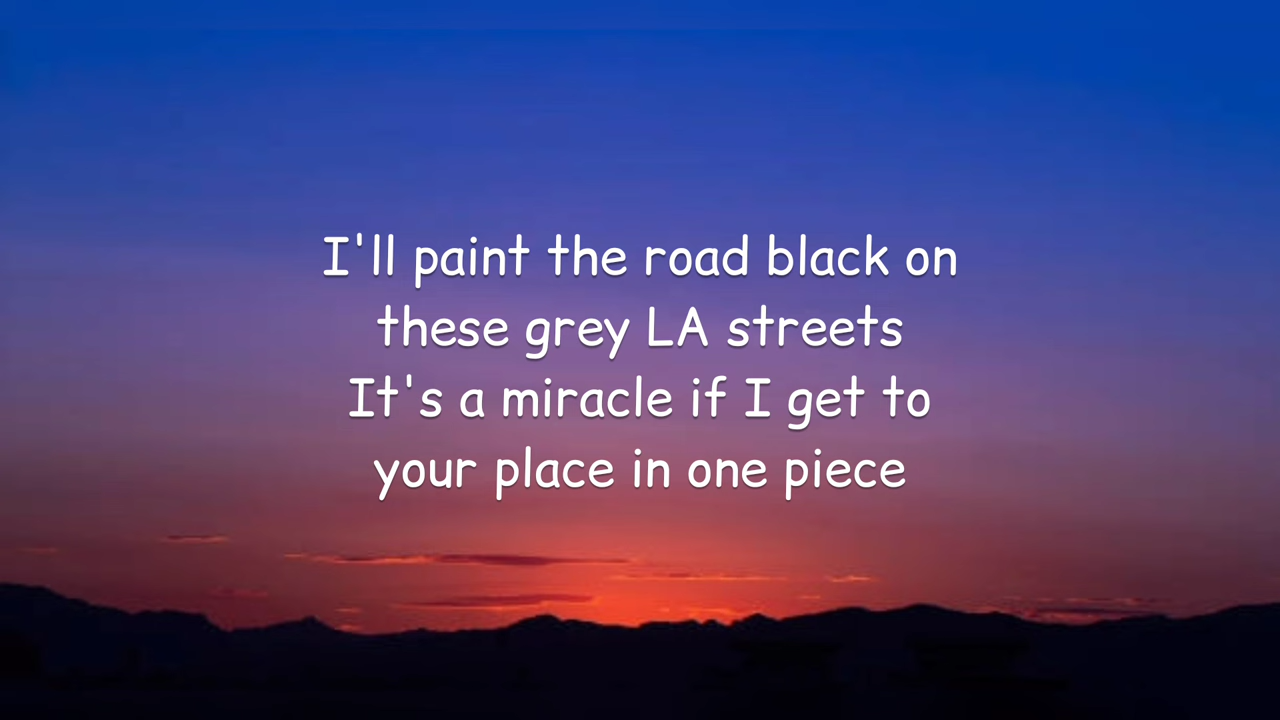 I'll paint the road black on
these grey LA streets
It's a miracle if I get to
your place in one piece